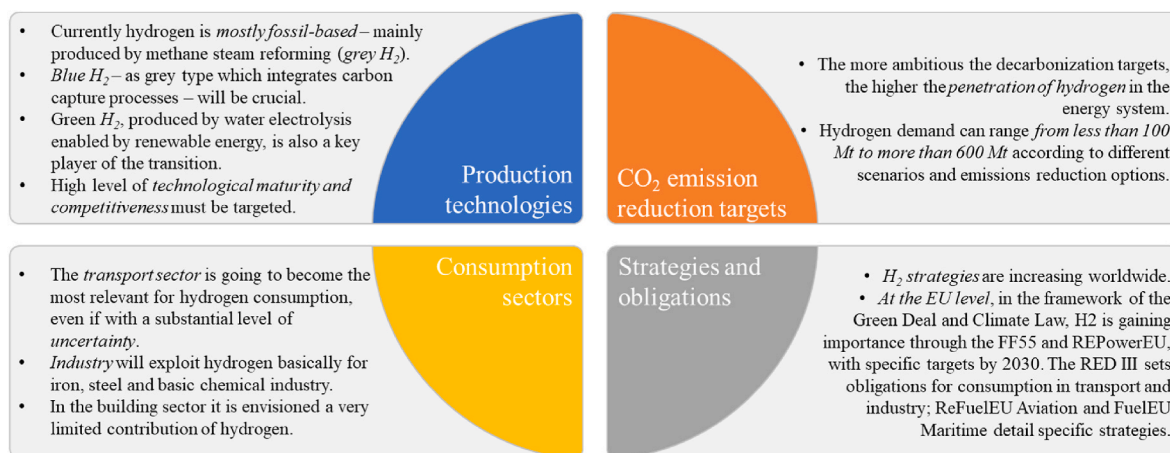 • Currently hydrogen is mostly fossil-based – mainly
produced by methane steam reforming (grey H₂).
• Blue H₂ – as grey type which integrates carbon
capture processes – will be crucial.
• Green H₂, produced by water electrolysis
enabled by renewable energy, is also a key
player of the transition.
• High level of technological maturity and
competitiveness must be targeted.
Production
technologies
CO₂ emission
reduction targets
• The more ambitious the decarbonization targets,
the higher the penetration of hydrogen in the
energy system.
• Hydrogen demand can range from less than 100
Mt to more than 600 Mt according to different
scenarios and emissions reduction options.
• The transport sector is going to become the
most relevant for hydrogen consumption,
even if with a substantial level of
uncertainty.
• Industry will exploit hydrogen basically for
iron, steel and basic chemical industry.
• In the building sector it is envisioned a very
limited contribution of hydrogen.
Consumption
sectors
Strategies and
obligations
• H₂ strategies are increasing worldwide.
• At the EU level, in the framework of the
Green Deal and Climate Law, H2 is gaining
importance through the FF55 and REPowerEU,
with specific targets by 2030. The RED III sets
obligations for consumption in transport and
industry; ReFuelEU Aviation and FuelEU
Maritime detail specific strategies.